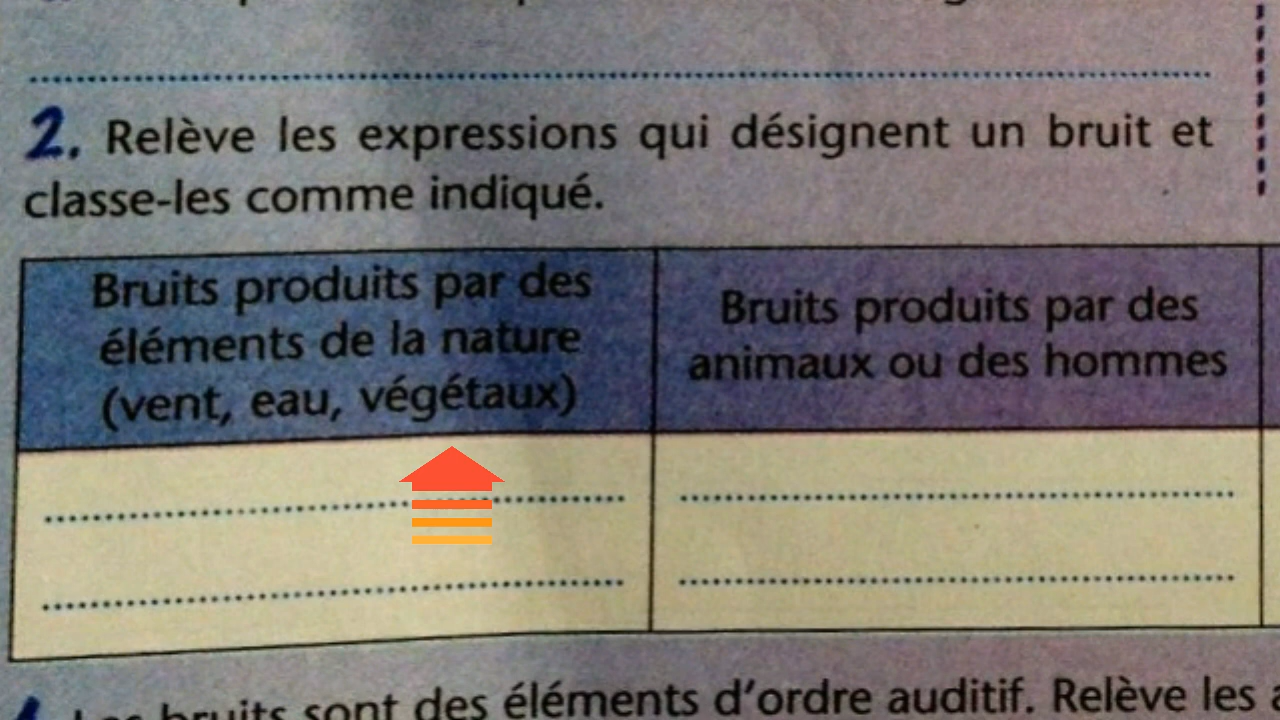 2. Relève les expressions qui désignent un bruit et
classe-les comme indiqué.
Bruits produits par des
éléments de la nature
(vent, eau, végétaux)
Bruits produits par des
animaux ou des hommes
bruits sont des éléments d'ordre auditif. Relève les